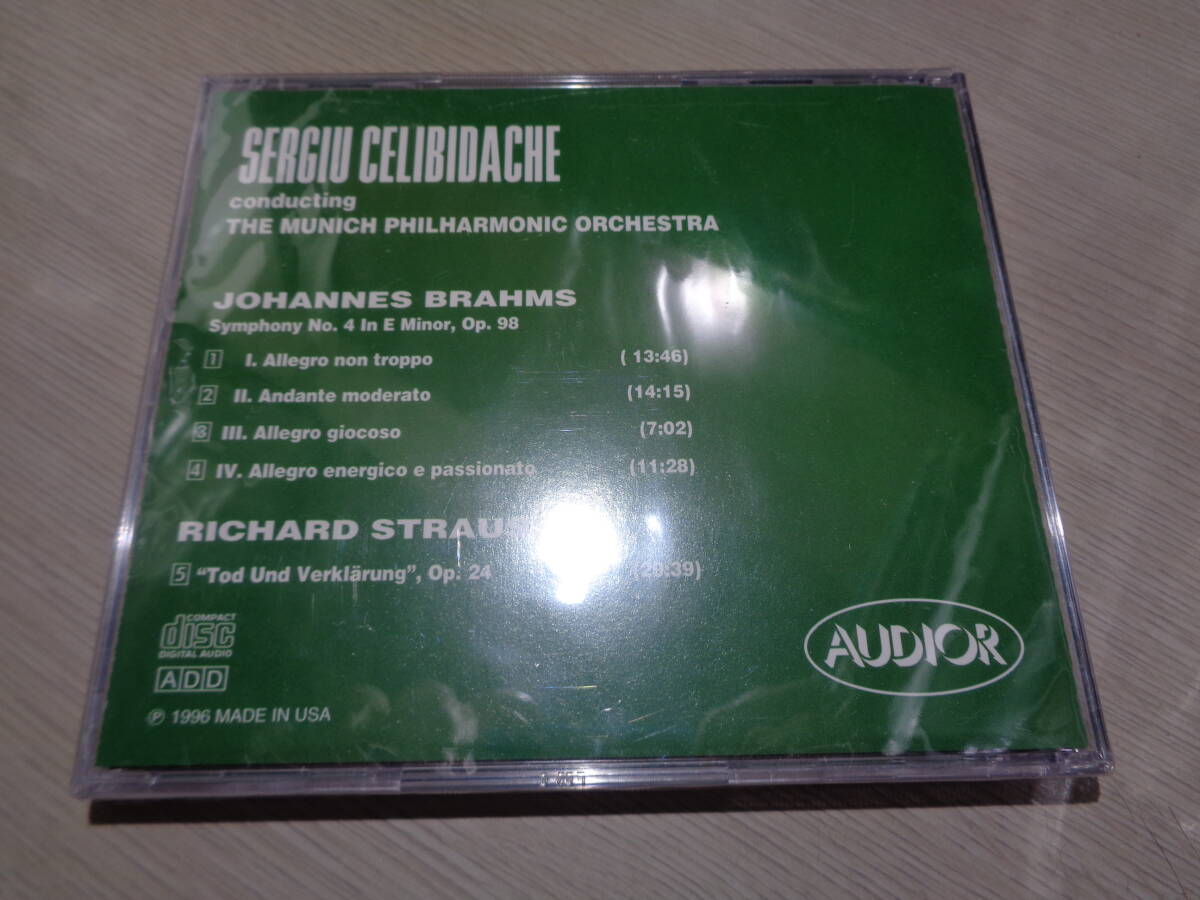 SERGIU CELIBIDACHE
conducting
THE MUNICH PHILHARMONIC ORCHESTRA
JOHANNES BRAHMS
Symphony No. 4 In E Minor, Op. 98
1 I. Allegro non troppo ( 13:46)
2 II. Andante moderato (14:15)
3 III. Allegro giocoso (7:02)
4 IV. Allegro energico e passionato (11:28)
RICHARD
5 “Tod Und Verklärung”, Op. 24
COMPACT
disc
DIGITAL AUDIO
ADD
℗ 1996 MADE IN USA
AUDIOR